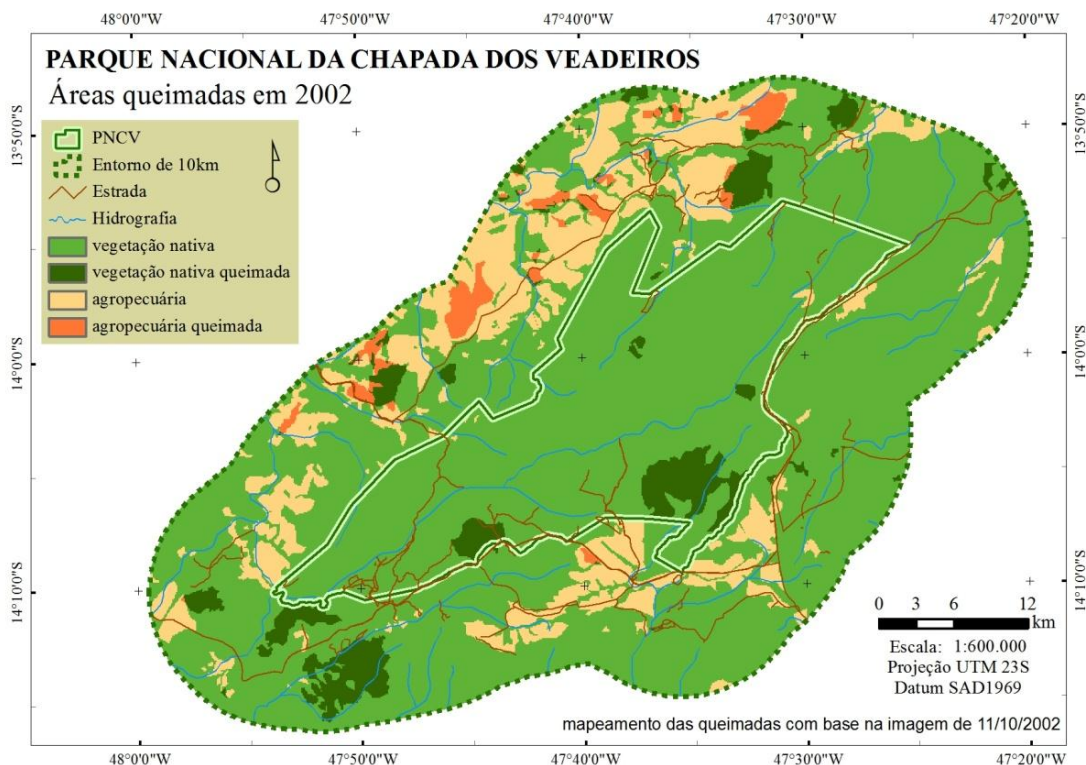 48°0'0"W 47°50'0"W 47°40'0"W 47°30'0"W 47°20'0"W
PARQUE NACIONAL DA CHAPADA DOS VEADEIROS
Áreas queimadas em 2002
PNCV
Entorno de 10km
Estrada
Hidrografia
vegetação nativa
vegetação nativa queimada
agropecuária
agropecuária queimada
13°50'0"S
13°50'0"S
14°0'0"S
14°0'0"S
14°10'0"S
14°10'0"S
0 3 6 12
km
Escala: 1:600.000
Projeção UTM 23S
Datum SAD1969
mapeamento das queimadas com base na imagem de 11/10/2002
48°0'0"W 47°50'0"W 47°40'0"W 47°30'0"W 47°20'0"W